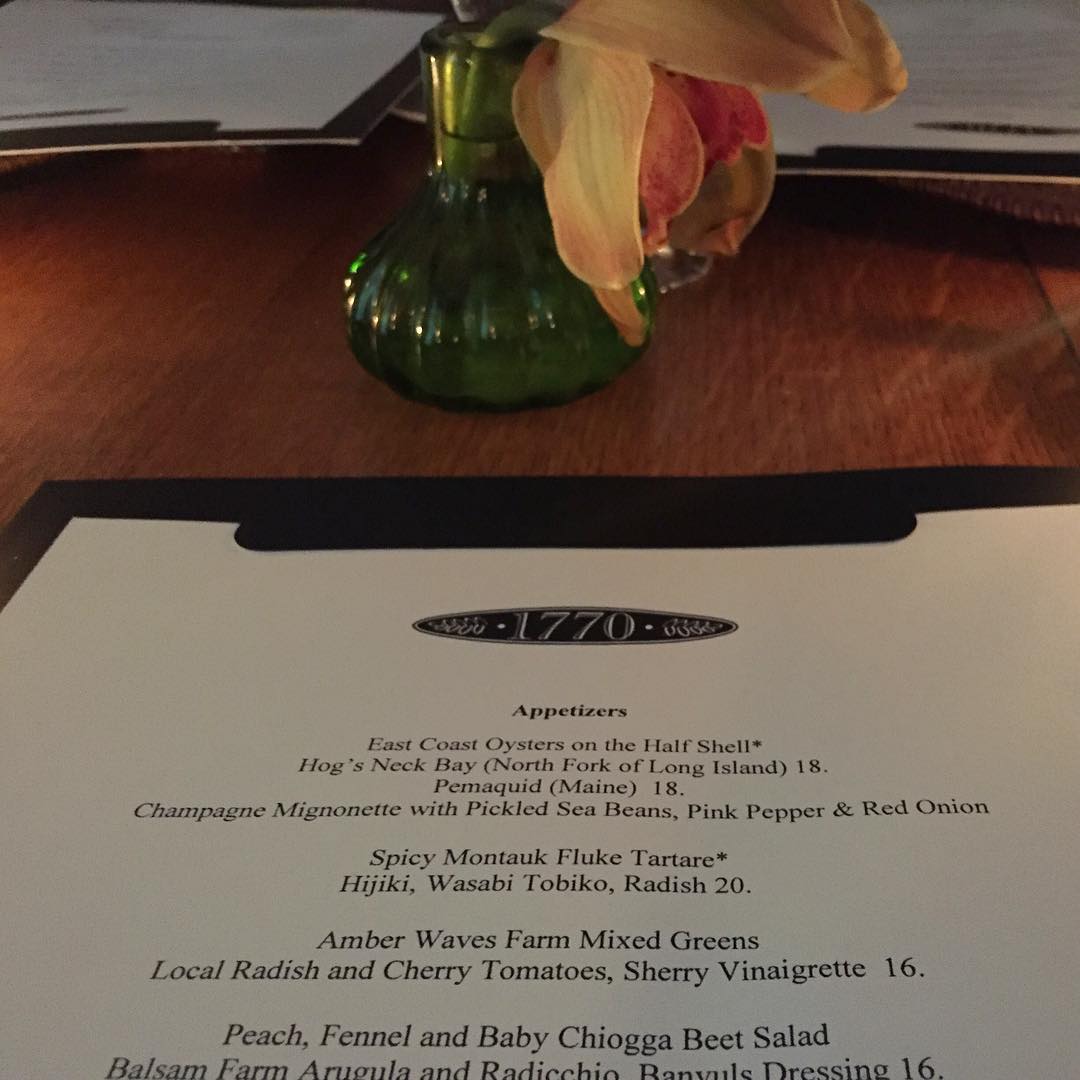 1770
Appetizers
East Coast Oysters on the Half Shell*
Hog's Neck Bay (North Fork of Long Island) 18.
Pemaquid (Maine) 18.
Champagne Mignonette with Pickled Sea Beans, Pink Pepper & Red Onion
Spicy Montauk Fluke Tartare*
Hijiki, Wasabi Tobiko, Radish 20.
Amber Waves Farm Mixed Greens
Local Radish and Cherry Tomatoes, Sherry Vinaigrette 16.
Peach, Fennel and Baby Chiogga Beet Salad
Balsam Farm Arugula and Radicchio, Banyuls Dressing 16.